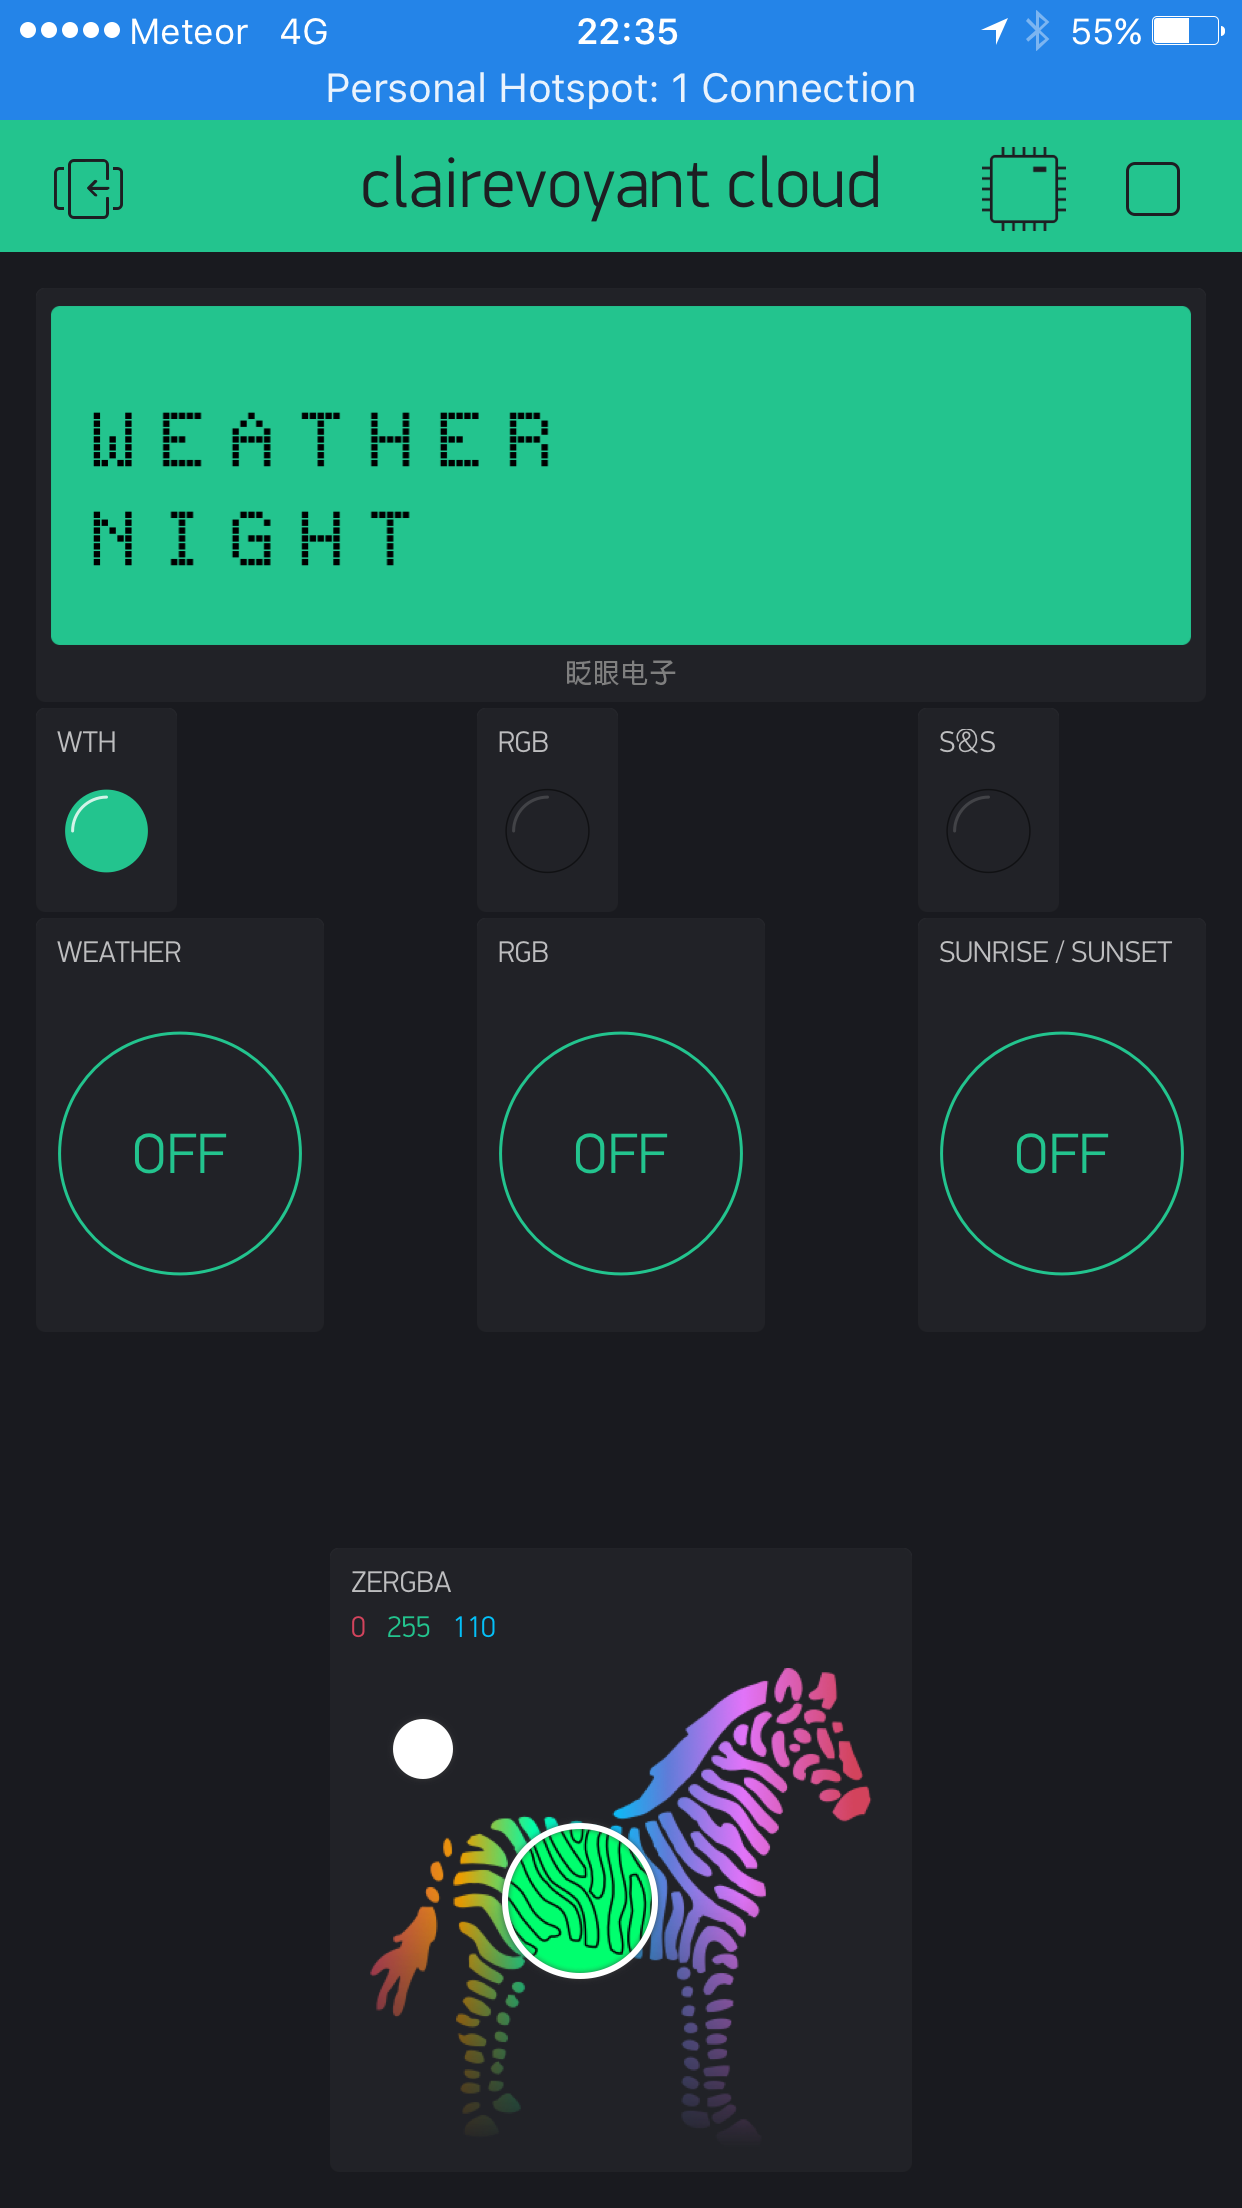 Meteor 4G 22:35 55%
Personal Hotspot: 1 Connection
clairevoyant cloud
WEATHER
NIGHT
眨眼电子
WTH RGB S&S
WEATHER RGB SUNRISE / SUNSET
OFF OFF OFF
ZERGBA
0 255 110